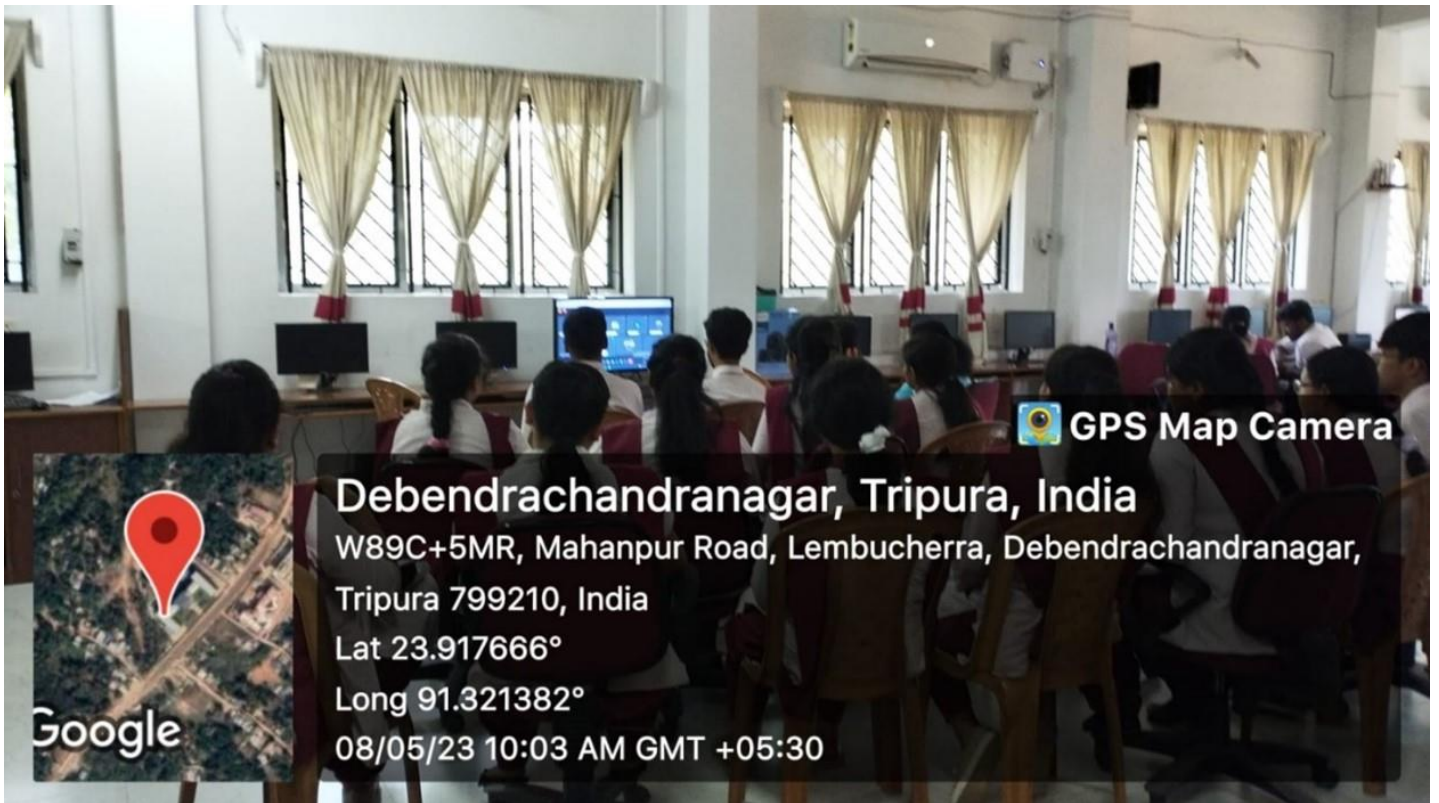 GPS Map Camera
Debendrachandranagar, Tripura, India
W89C+5MR, Mahanpur Road, Lembucherra, Debendrachandranagar,
Tripura 799210, India
Lat 23.917666°
Long 91.321382°
08/05/23 10:03 AM GMT +05:30
Google